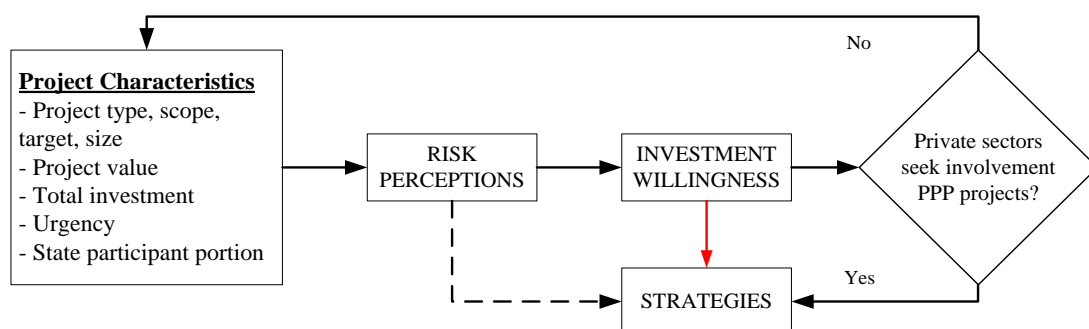 No
Project Characteristics
- Project type, scope,
target, size
- Project value
- Total investment
- Urgency
- State participant portion
RISK
PERCEPTIONS
INVESTMENT
WILLINGNESS
Private sectors
seek involvement
PPP projects?
Yes
STRATEGIES